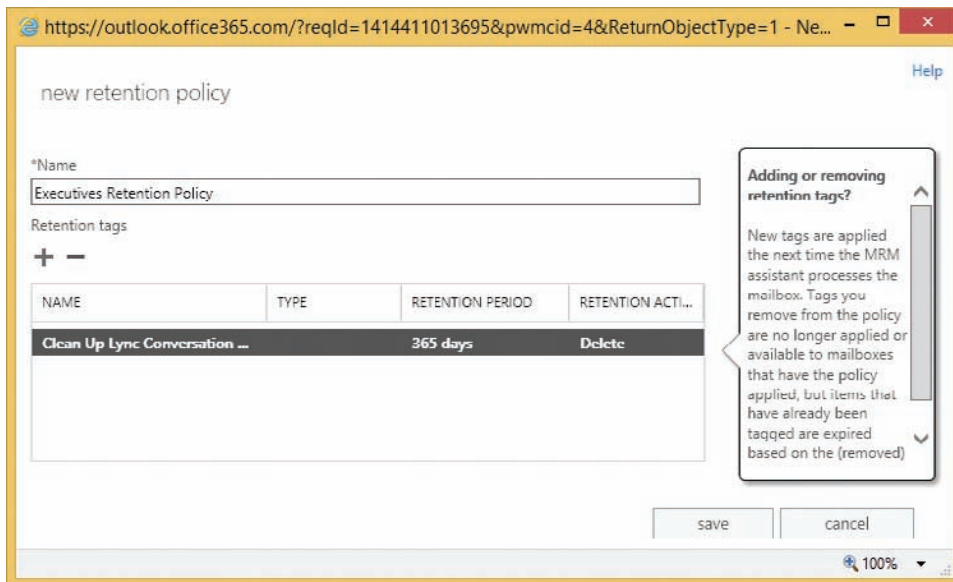 https://outlook.office365.com/?reqId=1414411013695&pwmcid=4&ReturnObjectType=1 - Ne...
Help
new retention policy
*Name
Executives Retention Policy
Retention tags
NAME TYPE RETENTION PERIOD RETENTION ACTI...
Clean Up Lync Conversation ... 365 days Delete
Adding or removing
retention tags?
New tags are applied
the next time the MRM
assistant processes the
mailbox. Tags you
remove from the policy
are no longer applied or
available to mailboxes
that have the policy
applied, but items that
have already been
tagged are expired
based on the (removed)
save cancel
100%